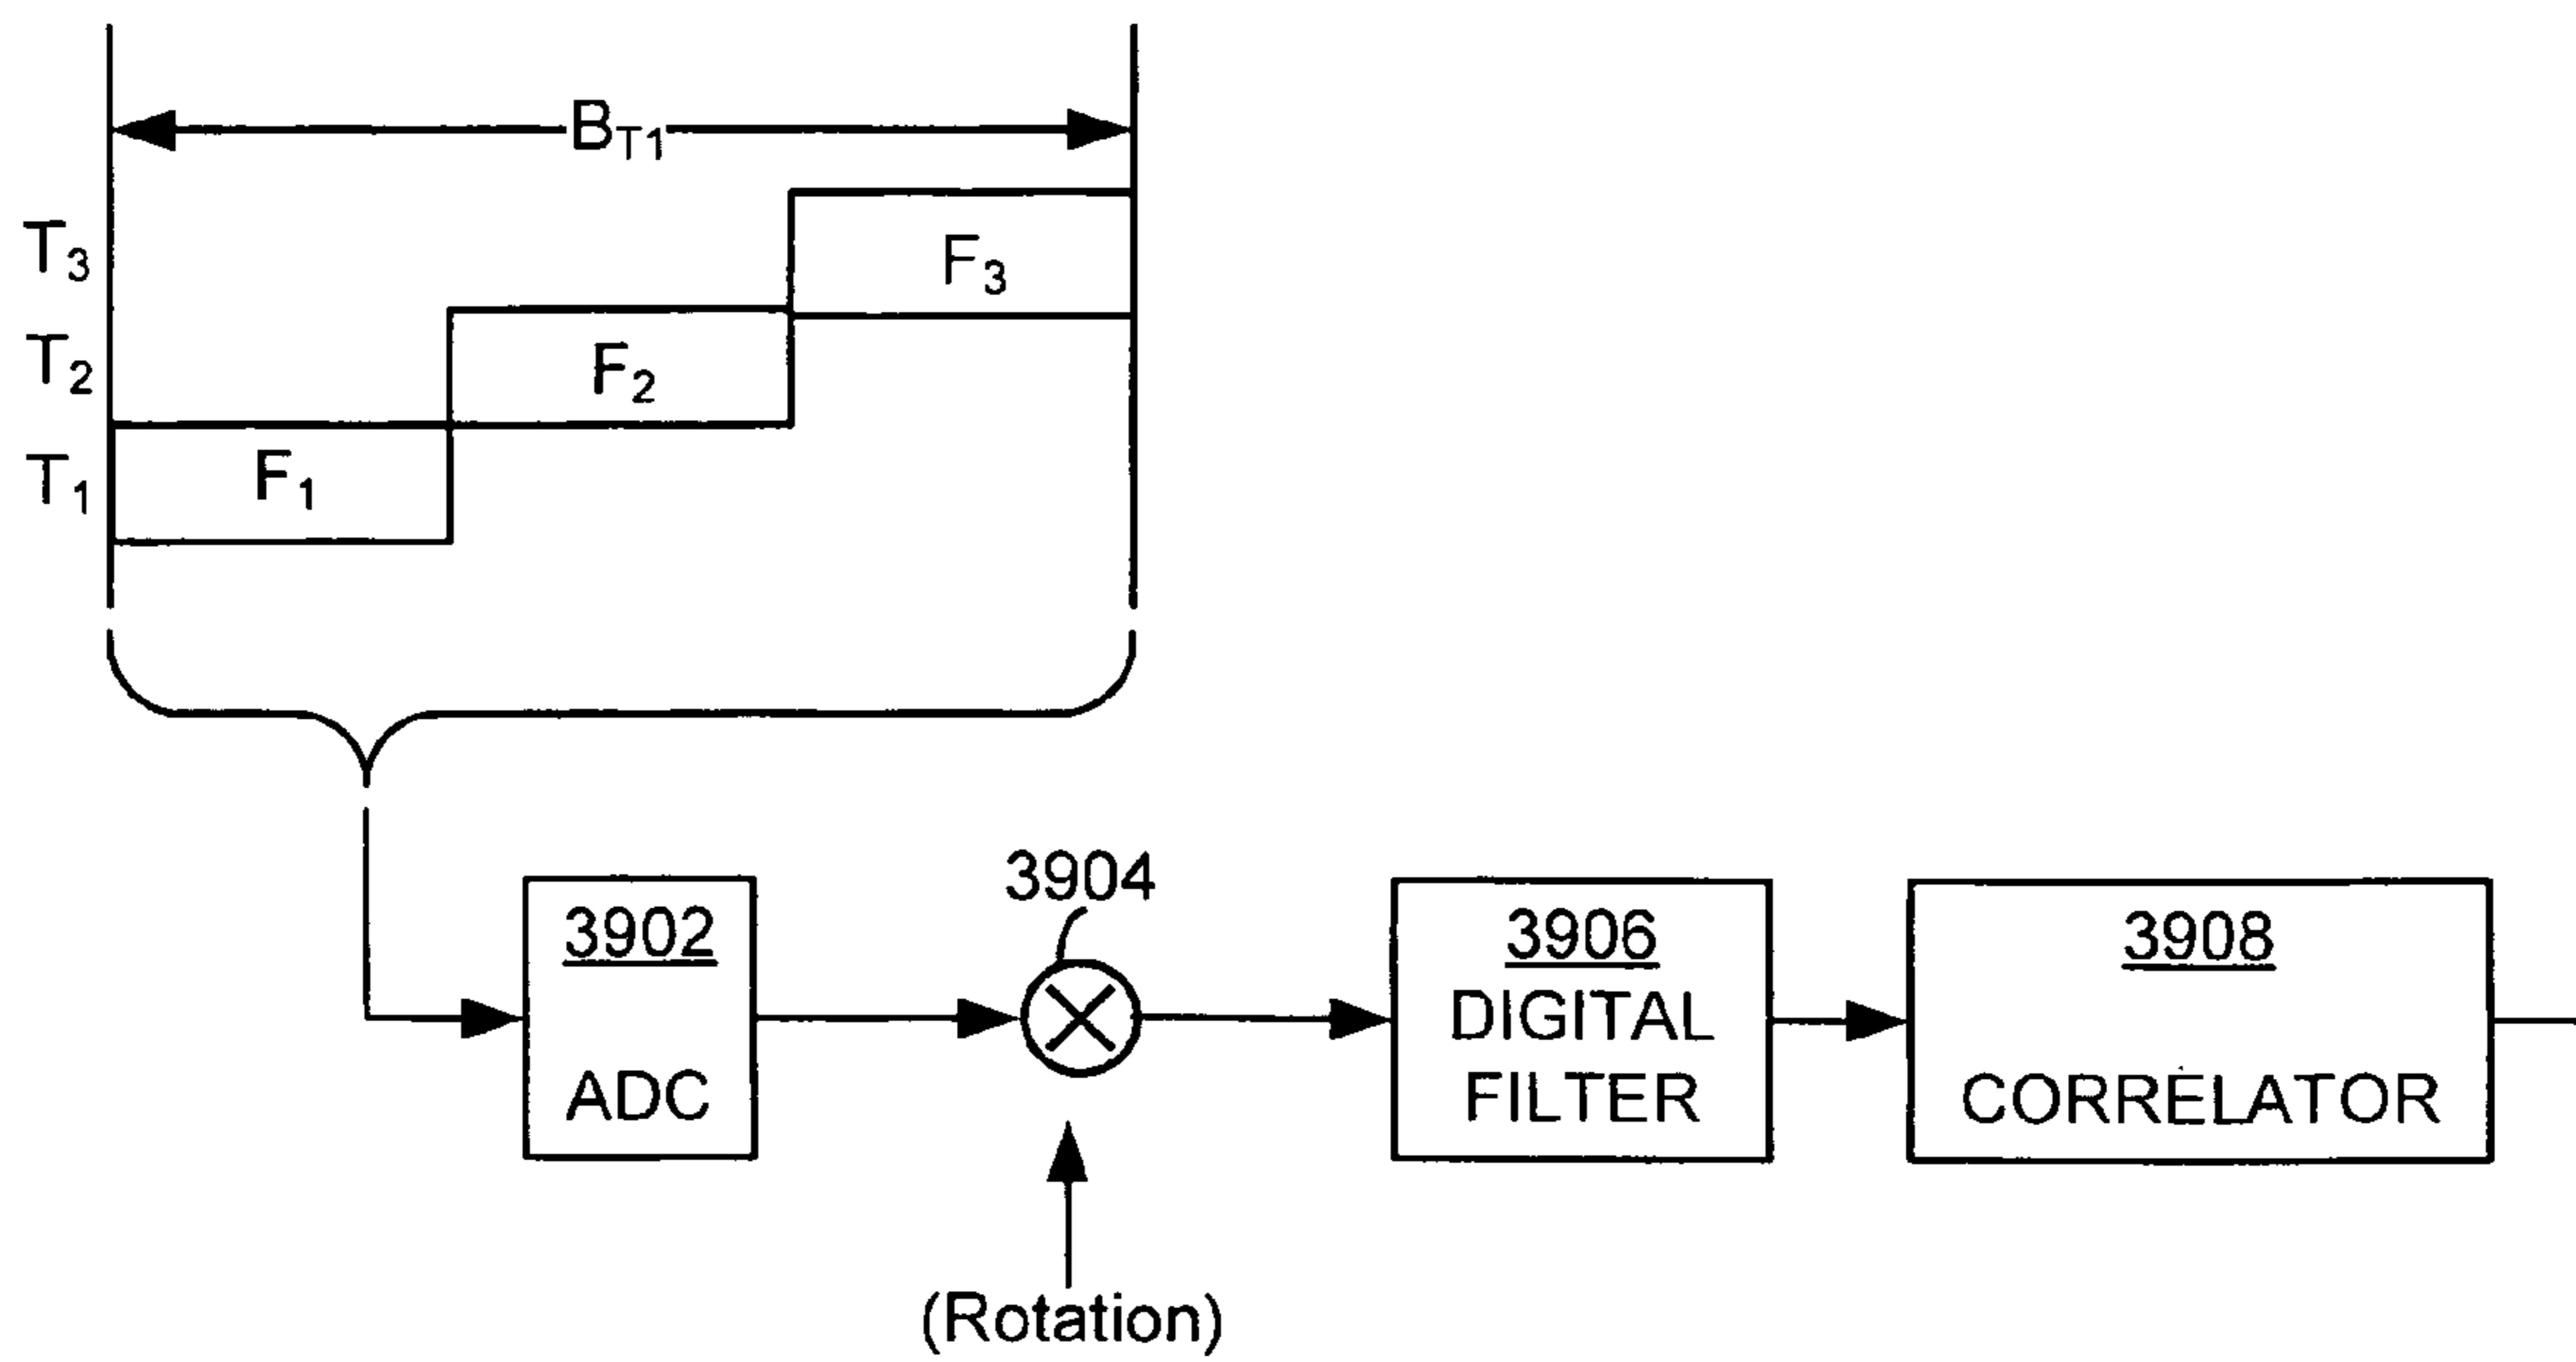 B_T1
T_3
F_3
T_2
F_2
T_1
F_1
3904
3902
ADC
3906
DIGITAL
FILTER
3908
CORRELATOR
(Rotation)